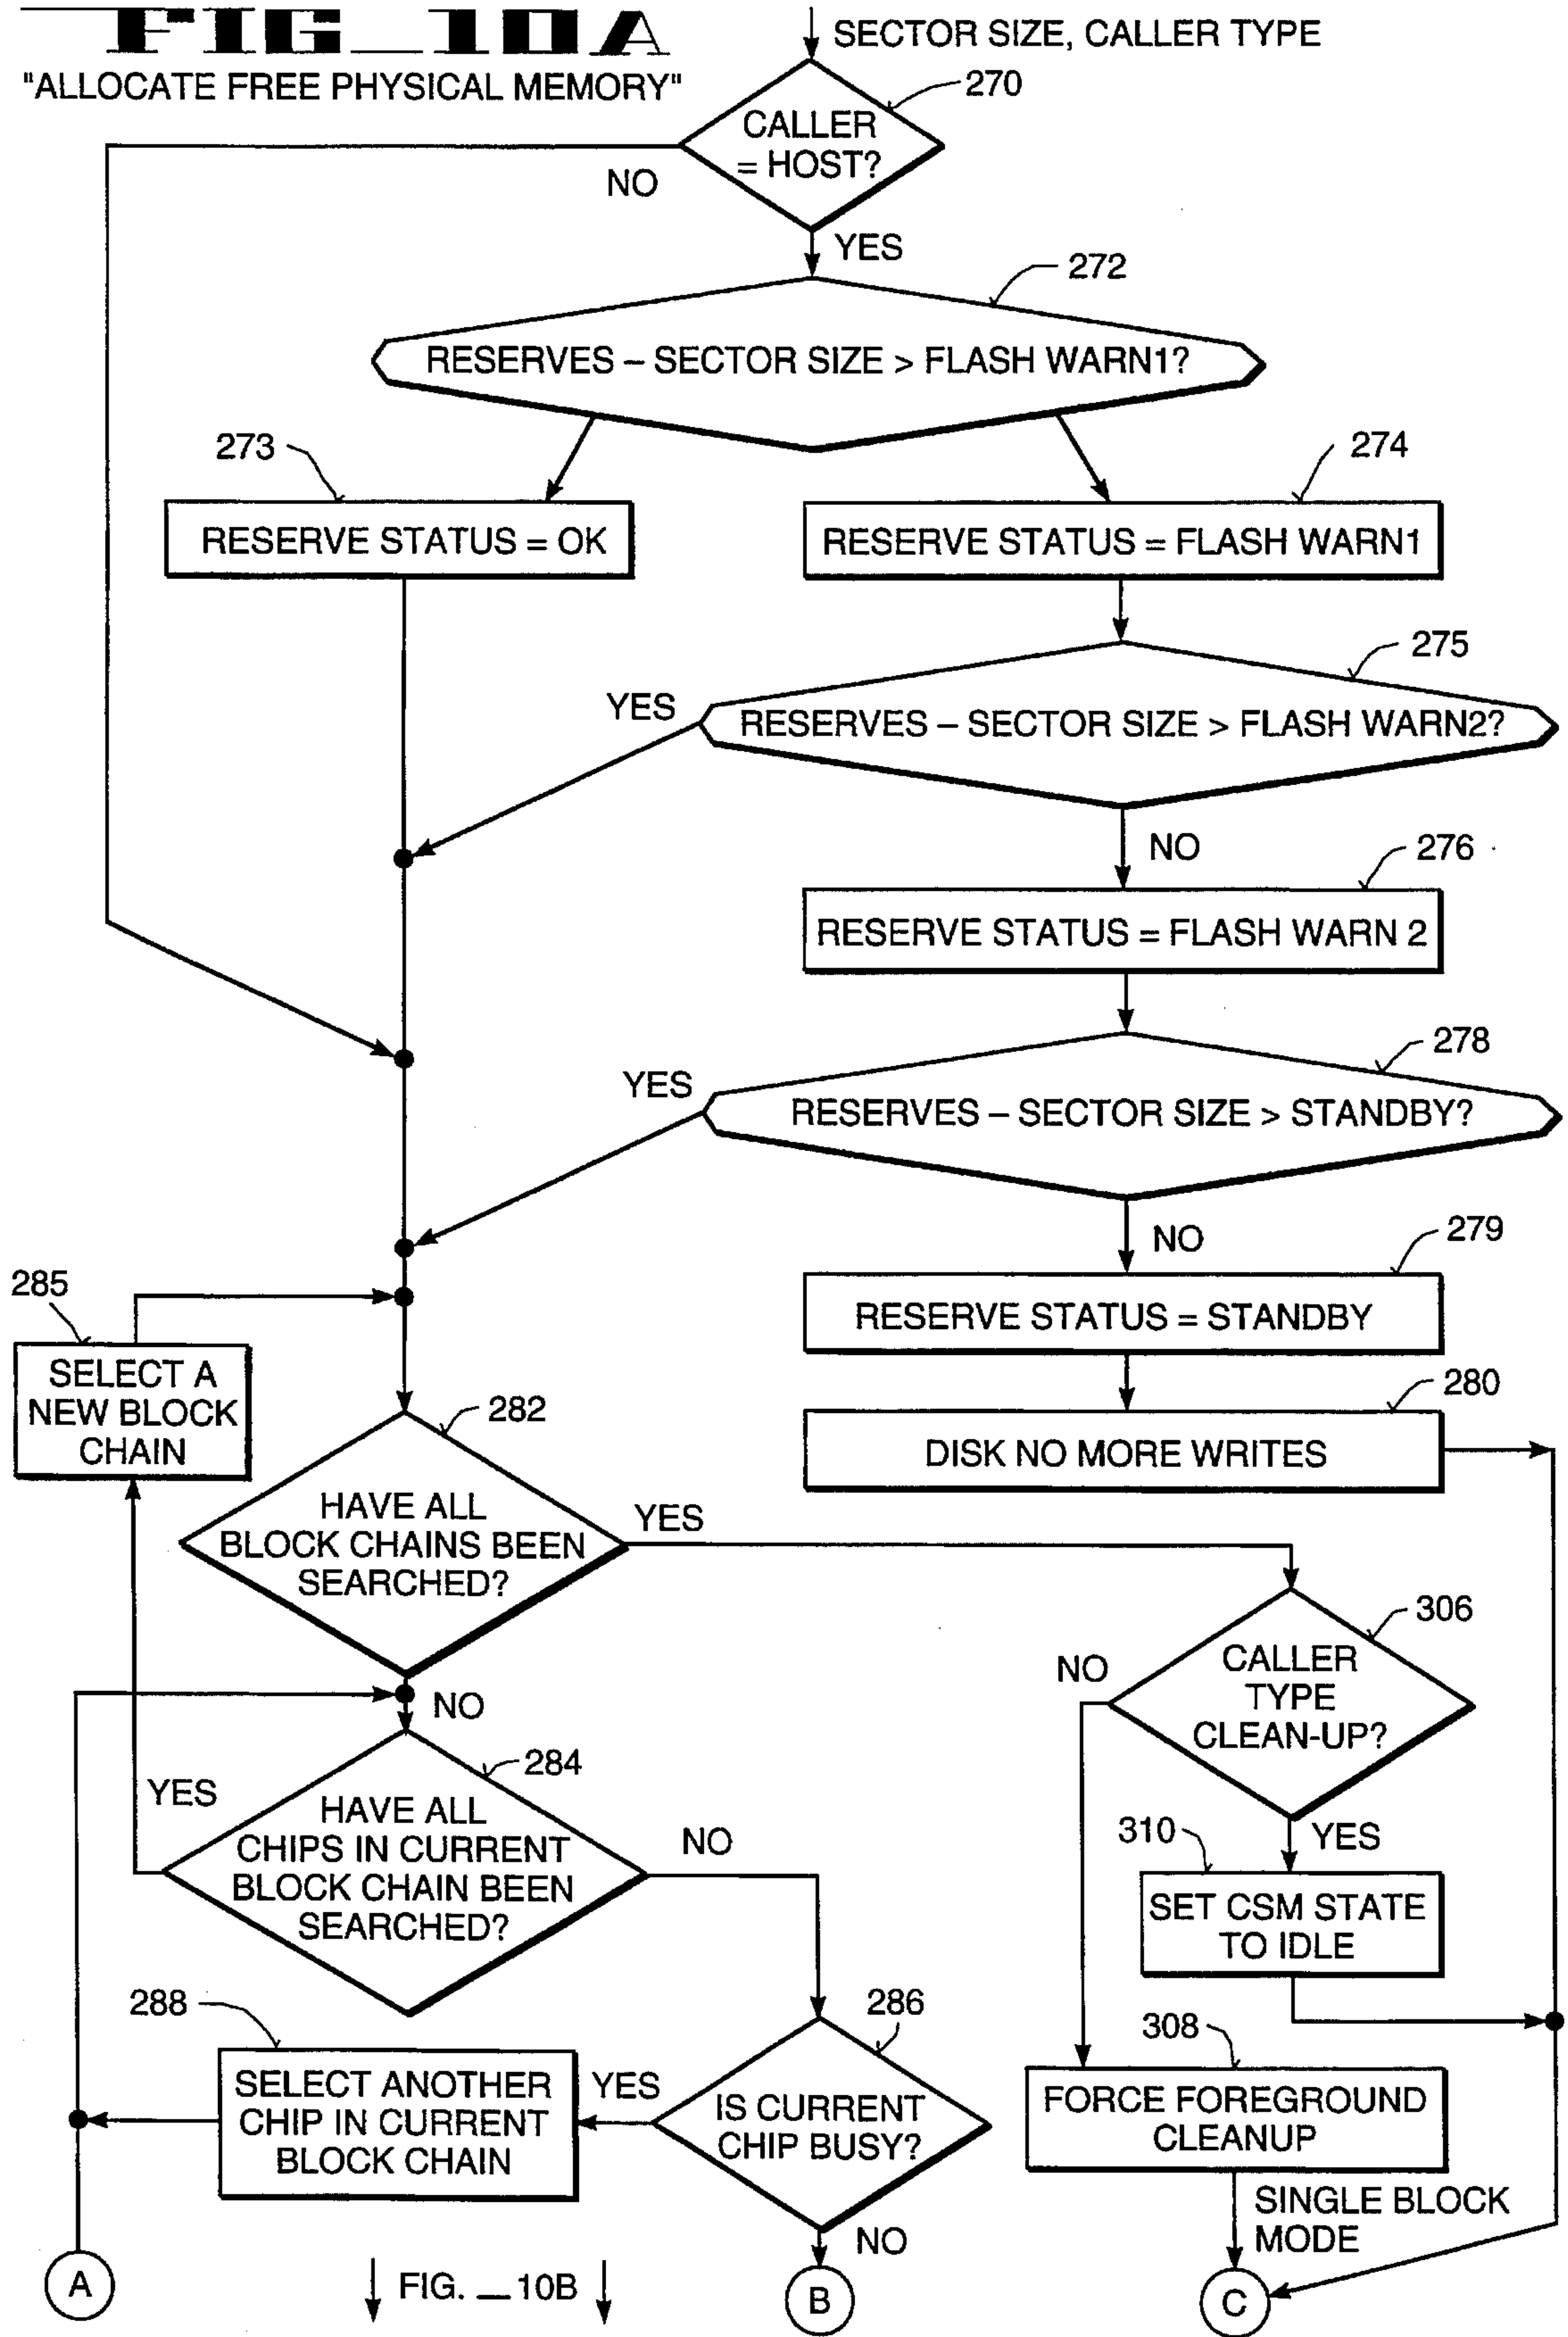 FIG_10A
"ALLOCATE FREE PHYSICAL MEMORY"
SECTOR SIZE, CALLER TYPE
270
CALLER
= HOST?
NO
YES
272
RESERVES – SECTOR SIZE > FLASH WARN1?
273
274
RESERVE STATUS = OK
RESERVE STATUS = FLASH WARN1
275
YES
RESERVES – SECTOR SIZE > FLASH WARN2?
NO
276
RESERVE STATUS = FLASH WARN 2
278
YES
RESERVES – SECTOR SIZE > STANDBY?
NO
279
RESERVE STATUS = STANDBY
285
SELECT A
NEW BLOCK
CHAIN
280
DISK NO MORE WRITES
282
HAVE ALL
BLOCK CHAINS BEEN
SEARCHED?
YES
NO
306
CALLER
TYPE
CLEAN-UP?
NO
YES
284
HAVE ALL
CHIPS IN CURRENT
BLOCK CHAIN BEEN
SEARCHED?
YES
NO
310
SET CSM STATE
TO IDLE
288
SELECT ANOTHER
CHIP IN CURRENT
BLOCK CHAIN
YES
286
IS CURRENT
CHIP BUSY?
NO
308
FORCE FOREGROUND
CLEANUP
SINGLE BLOCK
MODE
A
FIG. _ 10B
B
C